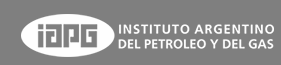 iapg
INSTITUTO ARGENTINO
DEL PETROLEO Y DEL GAS